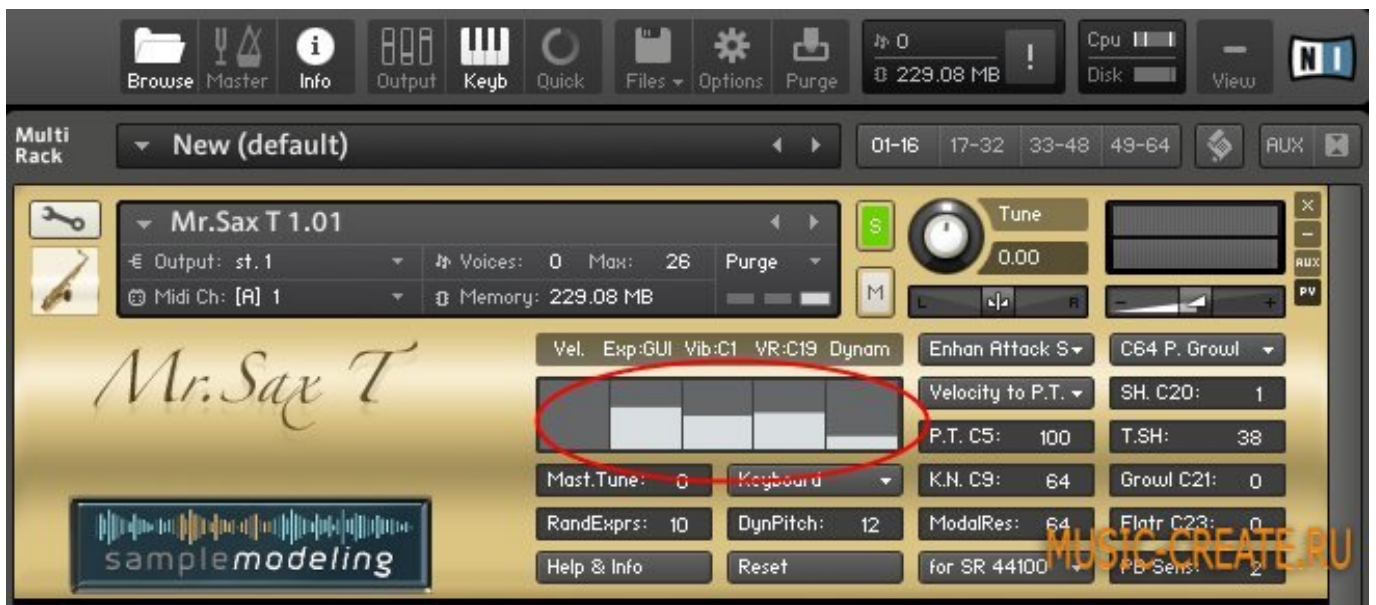 Browse Master Info Output Keyb Quick Files Options Purge
0
229.08 MB
!
Cpu
Disk
View
NI
Multi
Rack
New (default)
01-16 17-32 33-48 49-64
AUX
Mr.Sax T 1.01
Output: st. 1
Voices: 0 Max: 26
Purge
Midi Ch: [A] 1
Memory: 229.08 MB
S
M
Tune
0.00
L R
- +
×
-
AUX
PV
Mr. Sax T
Vel. Exp:GUI Vib:C1 VR:C19 Dynam
Enhan Attack S
C64 P. Growl
Velocity to P.T.
SH. C20: 1
P.T. C5: 100
T.SH: 38
Mast.Tune: 0
Keyboard
K.N. C9: 64
Growl C21: 0
RandExprs: 10
DynPitch: 12
ModalRes: 64
Flatr C23: 0
Help & Info
Reset
for SR 44100
PB Sens: 2
samplemodeling
MUSIC-CREATE.RU